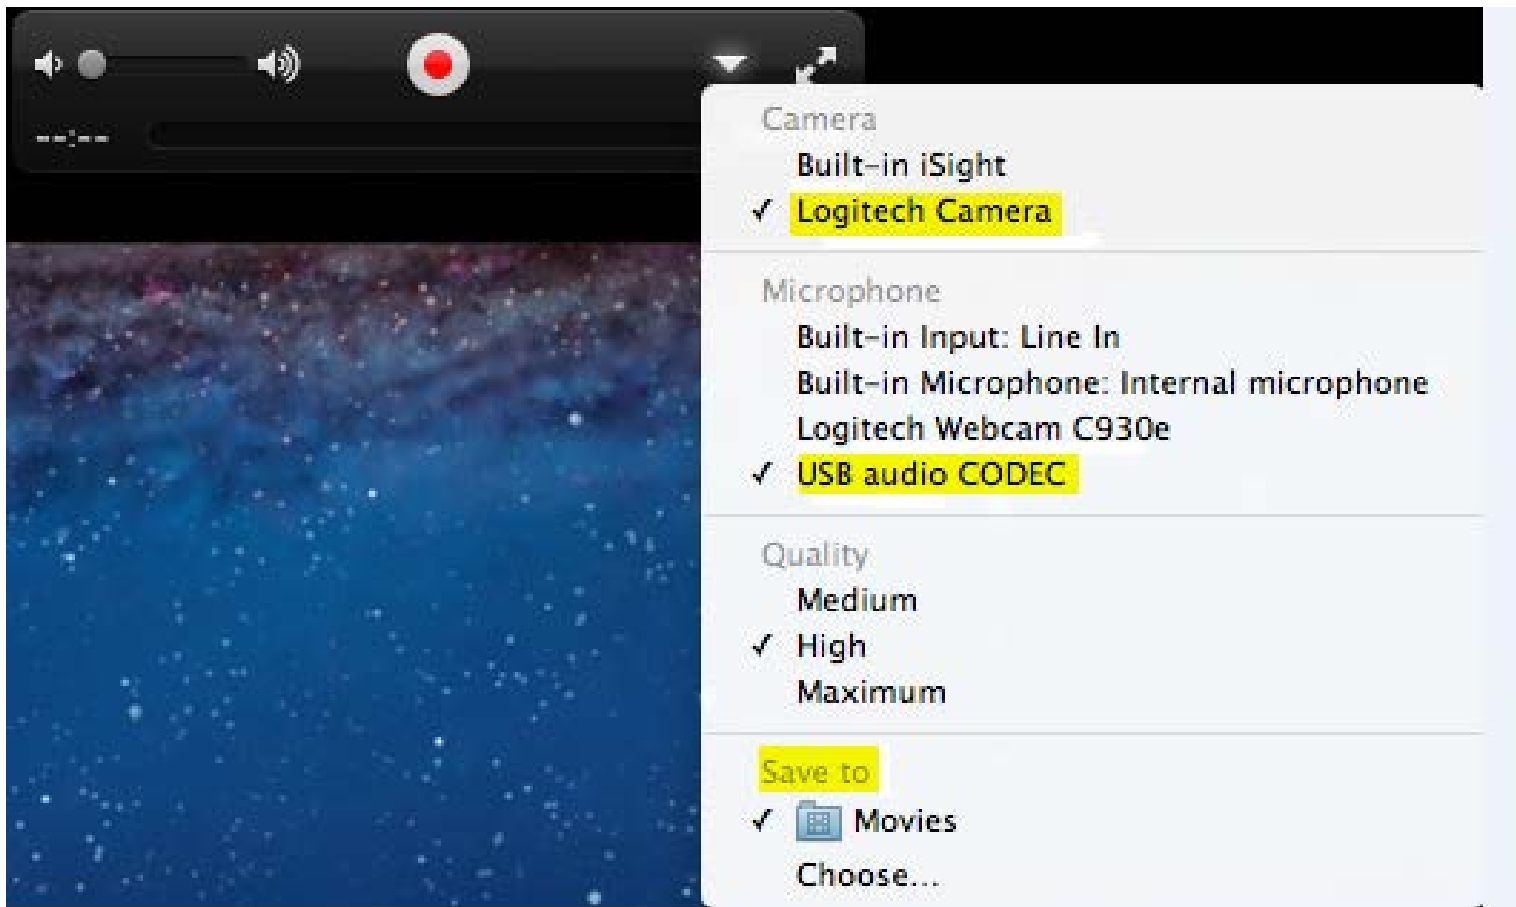 --:--
Camera
Built-in iSight
✓ Logitech Camera
Microphone
Built-in Input: Line In
Built-in Microphone: Internal microphone
Logitech Webcam C930e
✓ USB audio CODEC
Quality
Medium
✓ High
Maximum
Save to
✓ Movies
Choose...